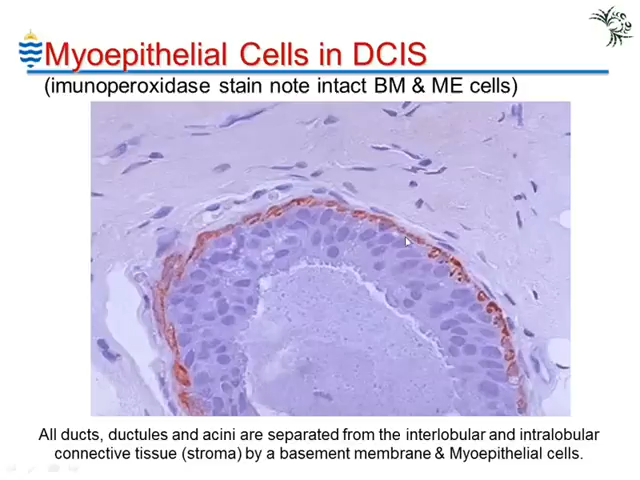 Myoepithelial Cells in DCIS
(imunoperoxidase stain note intact BM & ME cells)
All ducts, ductules and acini are separated from the interlobular and intralobular
connective tissue (stroma) by a basement membrane & Myoepithelial cells.